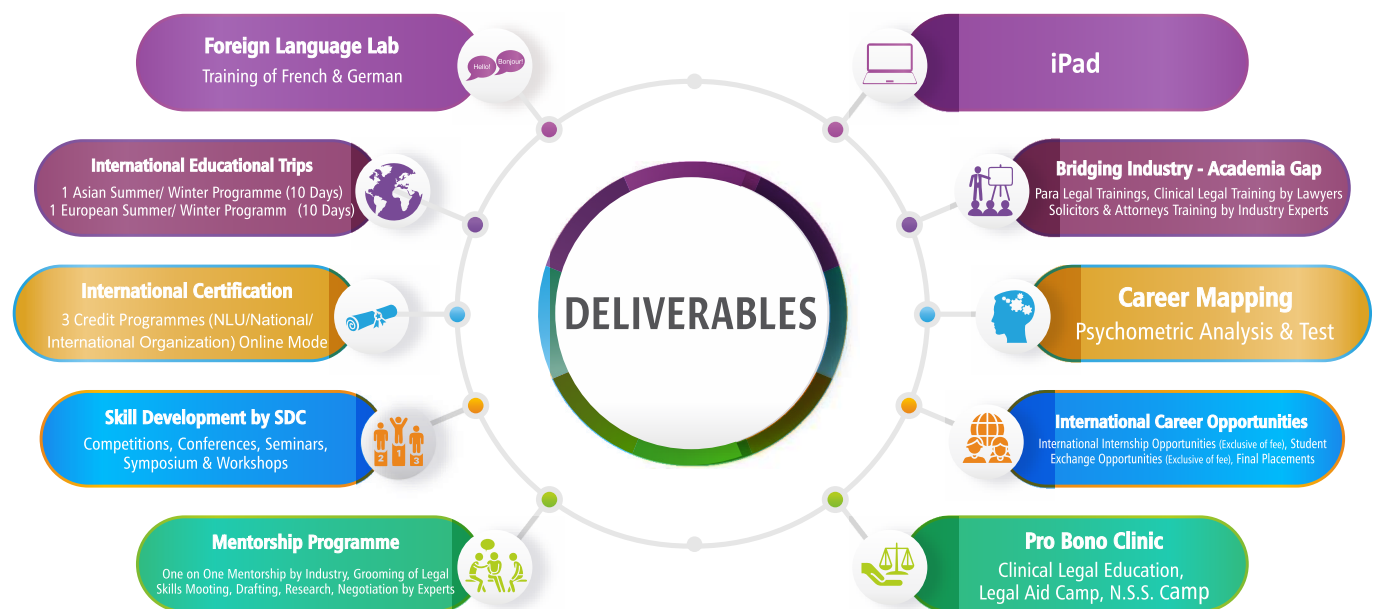 Foreign Language Lab
Training of French & German
Hello!
Bonjour!
International Educational Trips
1 Asian Summer/ Winter Programme (10 Days)
1 European Summer/ Winter Programm (10 Days)
International Certification
3 Credit Programmes (NLU/National/
International Organization) Online Mode
Skill Development by SDC
Competitions, Conferences, Seminars,
Symposium & Workshops
2 1 3
Mentorship Programme
One on One Mentorship by Industry, Grooming of Legal
Skills Mooting, Drafting, Research, Negotiation by Experts
DELIVERABLES
iPad
Bridging Industry - Academia Gap
Para Legal Trainings, Clinical Legal Training by Lawyers
Solicitors & Attorneys Training by Industry Experts
Career Mapping
Psychometric Analysis & Test
International Career Opportunities
International Internship Opportunities (Exclusive of fee), Student
Exchange Opportunities (Exclusive of fee), Final Placements
Pro Bono Clinic
Clinical Legal Education,
Legal Aid Camp, N.S.S. Camp